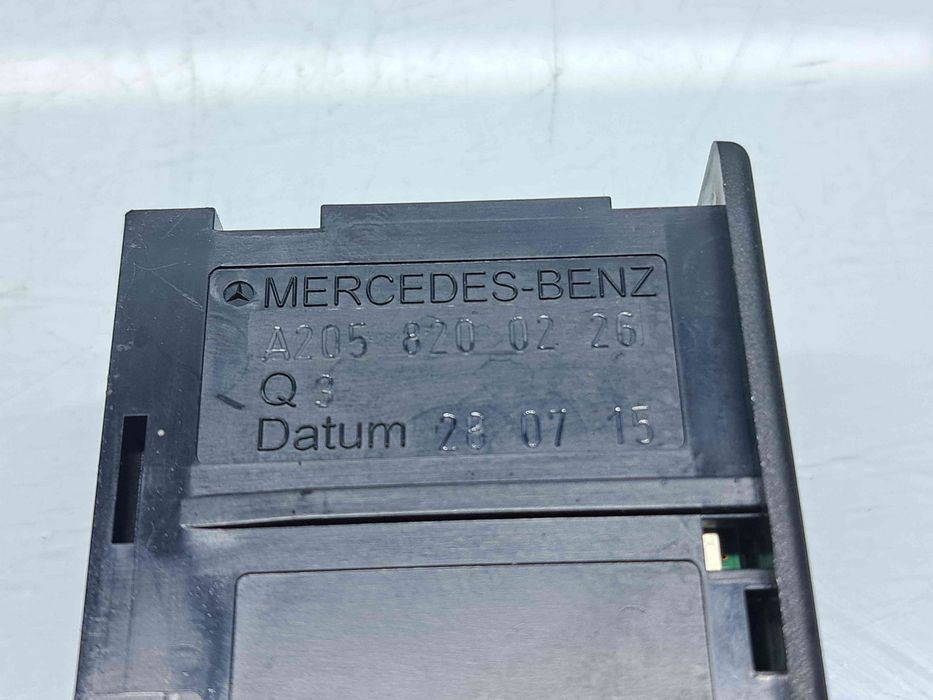 MERCEDES-BENZ
A205 820 02 26
Q 3
Datum 28 07 15